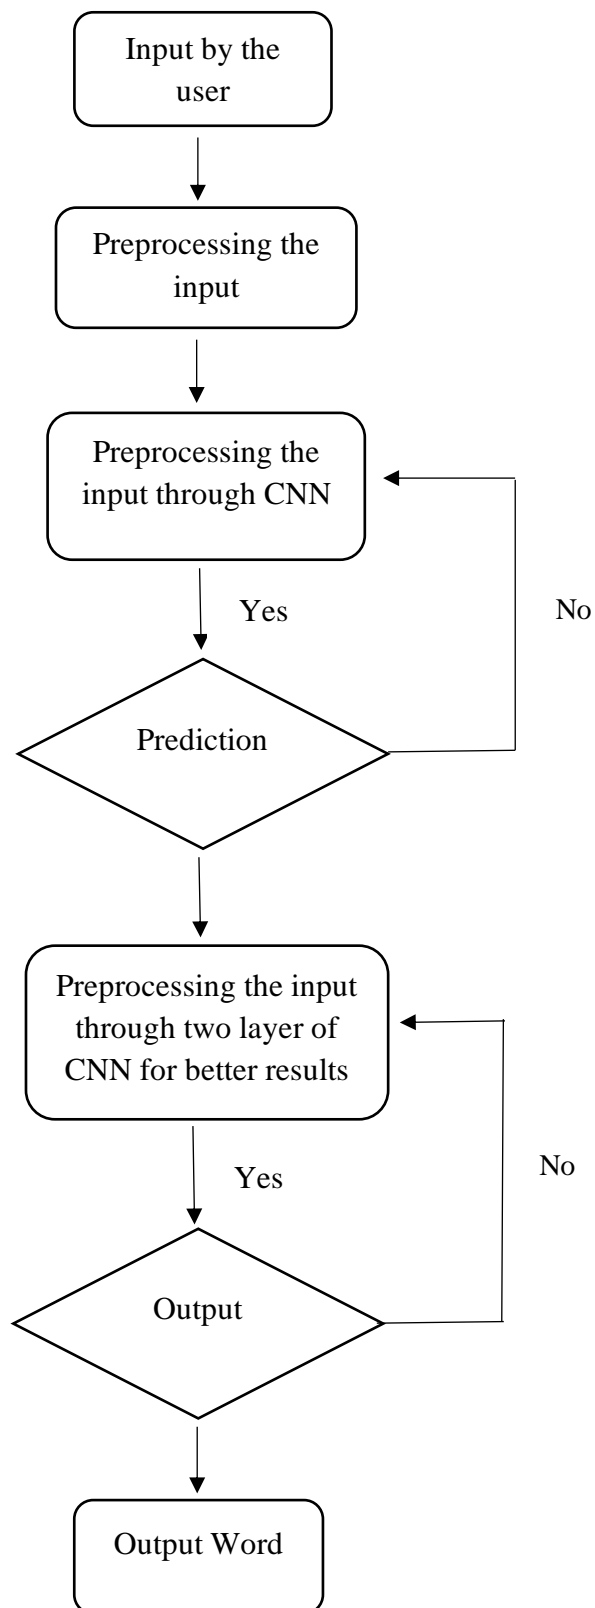 Input by the
user
Preprocessing the
input
Preprocessing the
input through CNN
Yes
No
Prediction
Preprocessing the input
through two layer of
CNN for better results
Yes
No
Output
Output Word